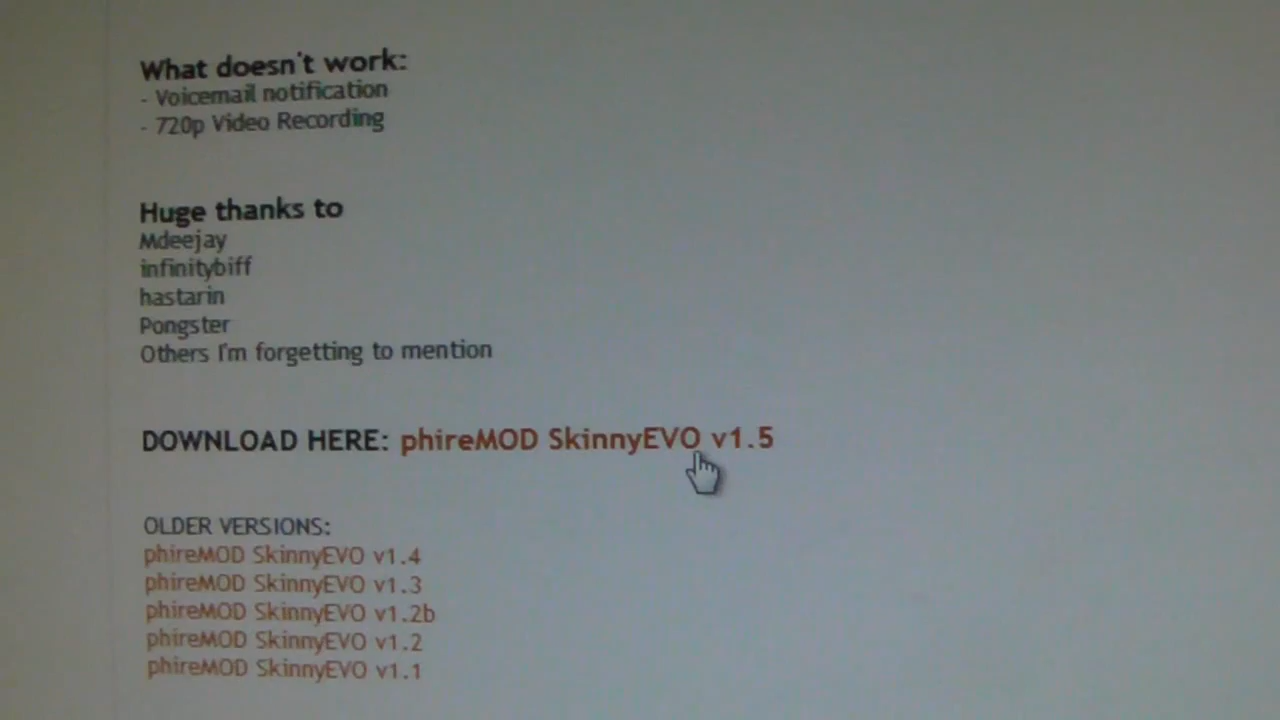 What doesn't work:
- Voicemail notification
- 720p Video Recording
Huge thanks to
Mdeejay
infinitybiff
hastarin
Pongster
Others I'm forgetting to mention
DOWNLOAD HERE: phireMOD SkinnyEVO v1.5
OLDER VERSIONS:
phireMOD SkinnyEVO v1.4
phireMOD SkinnyEVO v1.3
phireMOD SkinnyEVO v1.2b
phireMOD SkinnyEVO v1.2
phireMOD SkinnyEVO v1.1